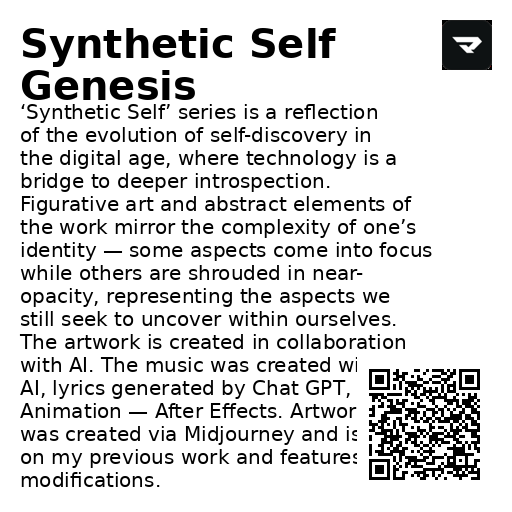 Synthetic Self
Genesis
‘Synthetic Self’ series is a reflection
of the evolution of self-discovery in
the digital age, where technology is a
bridge to deeper introspection.
Figurative art and abstract elements of
the work mirror the complexity of one’s
identity — some aspects come into focus
while others are shrouded in near-
opacity, representing the aspects we
still seek to uncover within ourselves.
The artwork is created in collaboration
with AI. The music was created
AI, lyrics generated by Chat GPT,
Animation — After Effects.
was created via Midjourney and is
on my previous work and features
modifications.